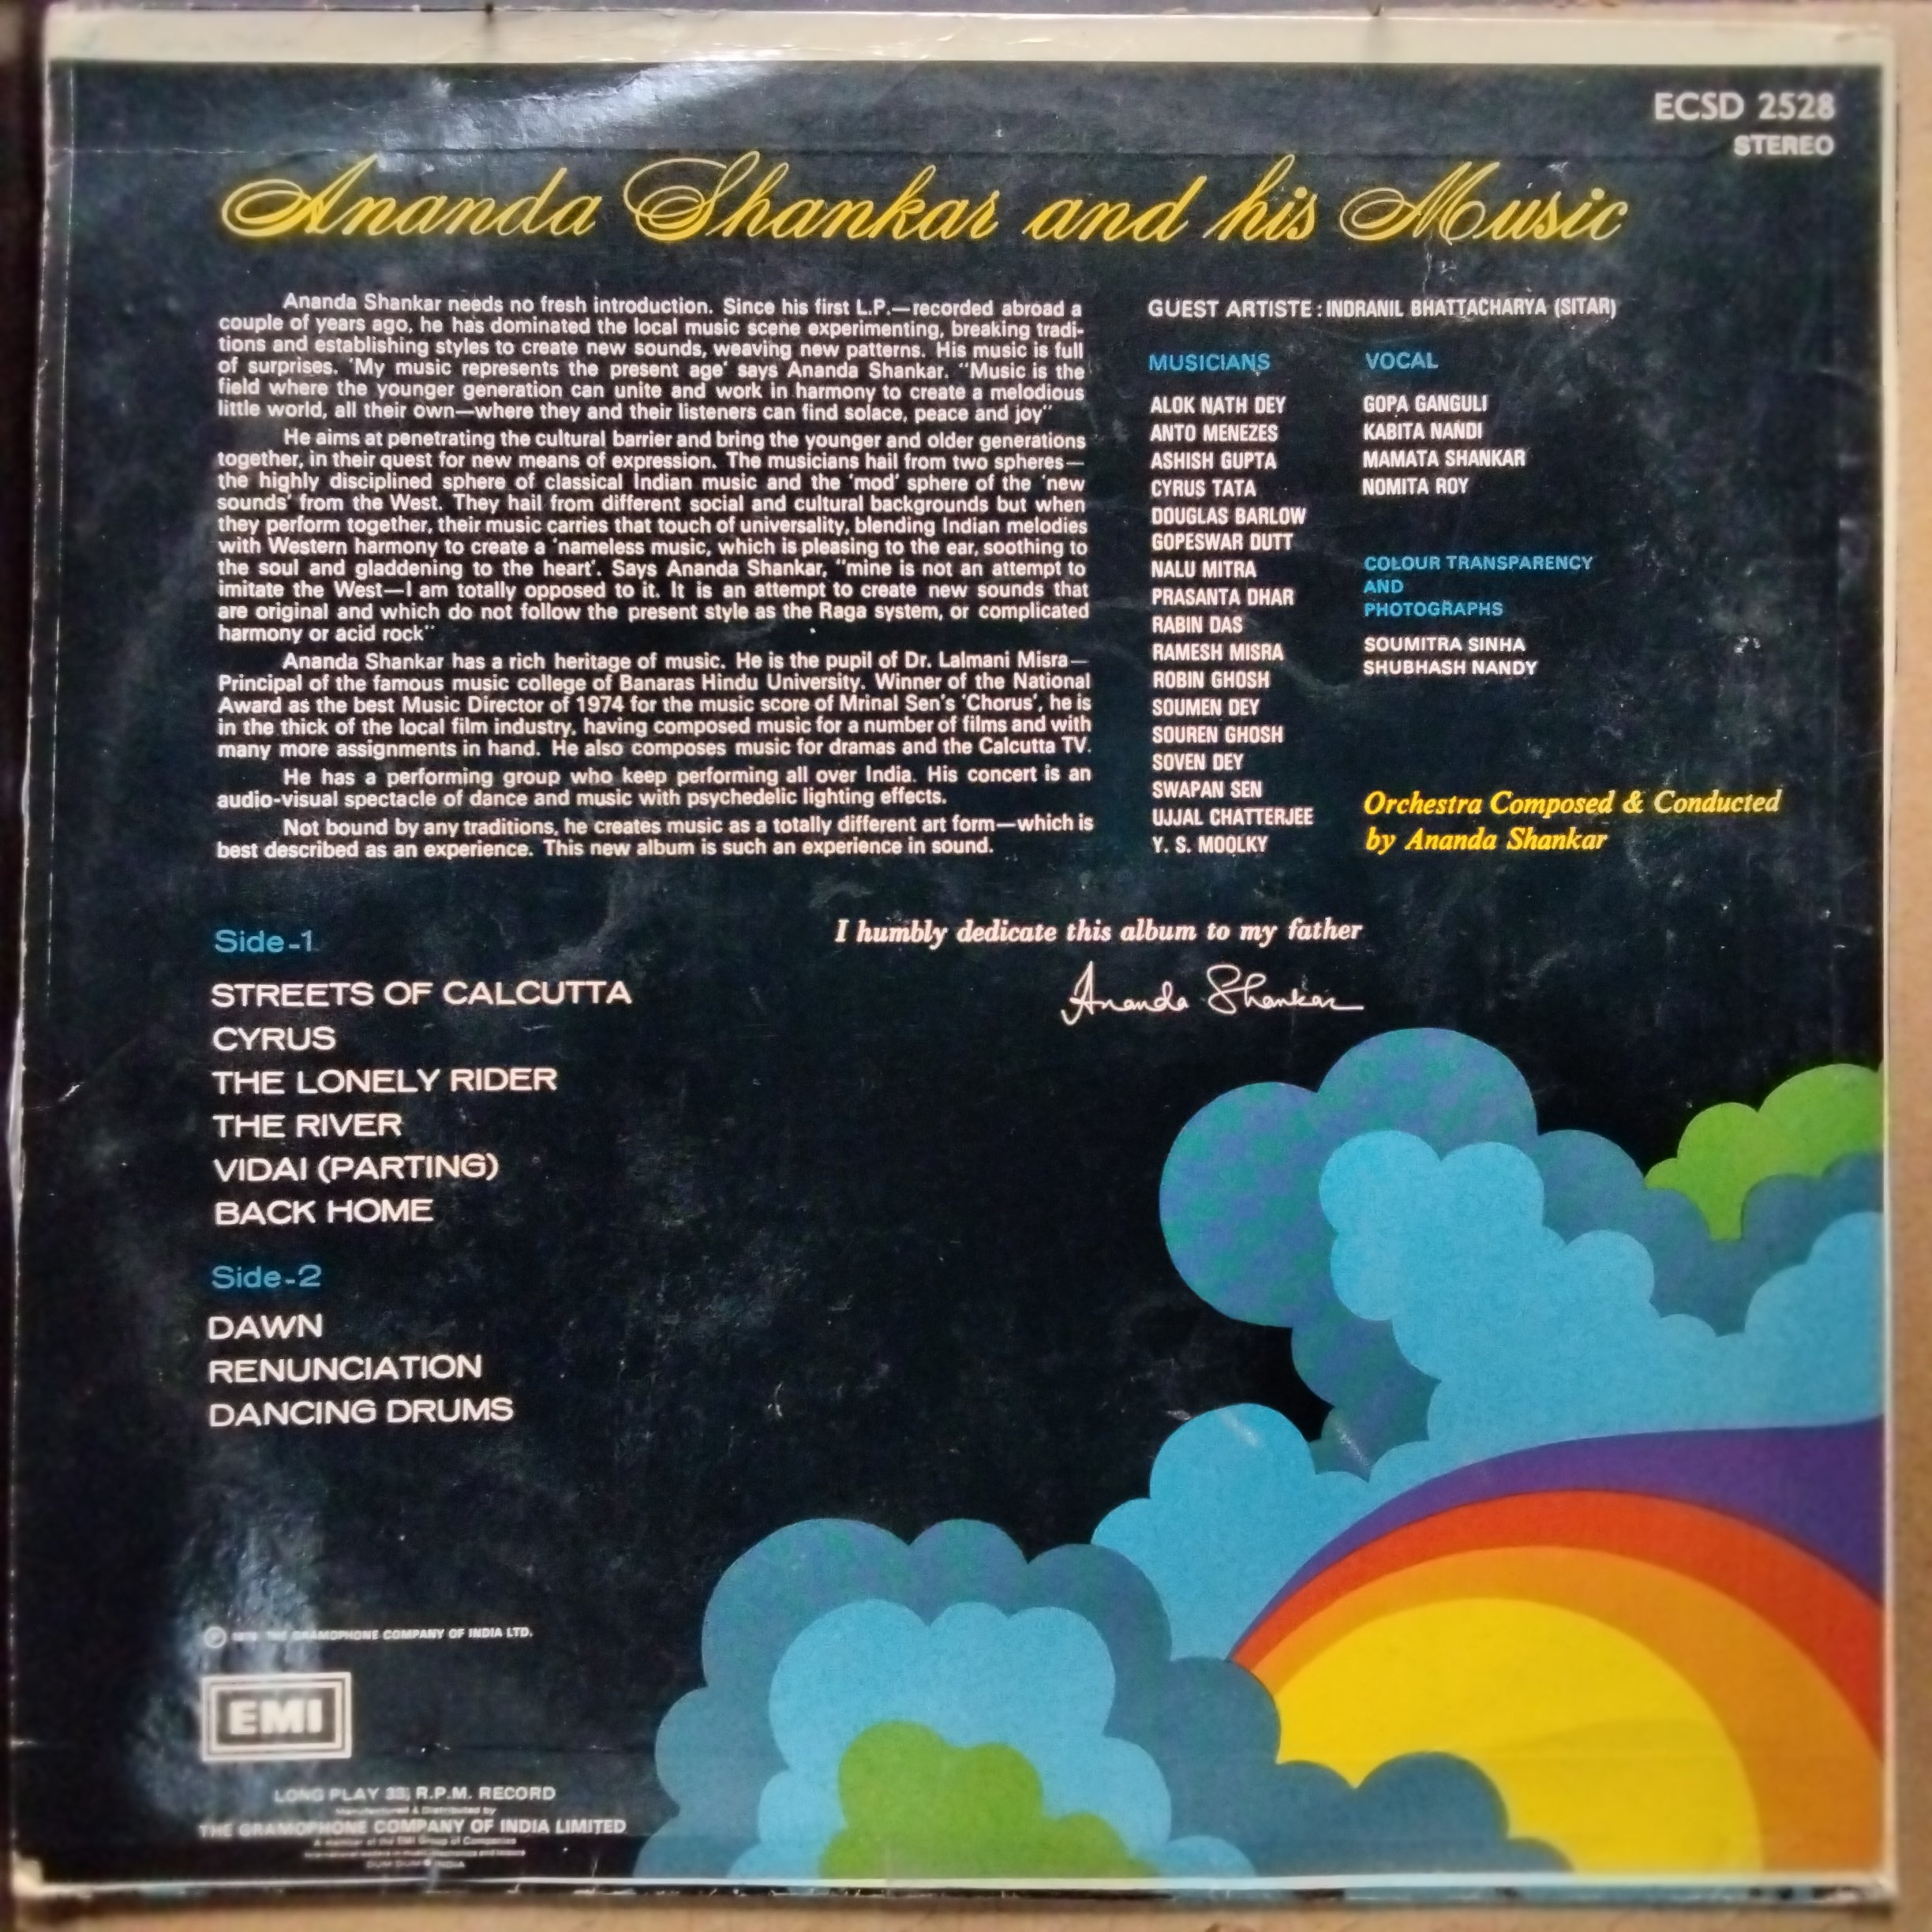 ECSD 2528
STEREO
Ananda Shankar and his Music
Ananda Shankar needs no fresh introduction. Since his first L.P.—recorded abroad a
couple of years ago, he has dominated the local music scene experimenting, breaking tradi-
tions and establishing styles to create new sounds, weaving new patterns. His music is full
of surprises. 'My music represents the present age' says Ananda Shankar. "Music is the
field where the younger generation can unite and work in harmony to create a melodious
little world, all their own—where they and their listeners can find solace, peace and joy"
He aims at penetrating the cultural barrier and bring the younger and older generations
together, in their quest for new means of expression. The musicians hail from two spheres—
the highly disciplined sphere of classical Indian music and the 'mod' sphere of the 'new
sounds' from the West. They hail from different social and cultural backgrounds but when
they perform together, their music carries that touch of universality, blending Indian melodies
with Western harmony to create a 'nameless music, which is pleasing to the ear, soothing to
the soul and gladdening to the heart'. Says Ananda Shankar, "mine is not an attempt to
imitate the West—I am totally opposed to it. It is an attempt to create new sounds that
are original and which do not follow the present style as the Raga system, or complicated
harmony or acid rock"
Ananda Shankar has a rich heritage of music. He is the pupil of Dr. Lalmani Misra—
Principal of the famous music college of Banaras Hindu University. Winner of the National
Award as the best Music Director of 1974 for the music score of Mrinal Sen's 'Chorus', he is
in the thick of the local film industry, having composed music for a number of films and with
many more assignments in hand. He also composes music for dramas and the Calcutta TV.
He has a performing group who keep performing all over India. His concert is an
audio-visual spectacle of dance and music with psychedelic lighting effects.
Not bound by any traditions, he creates music as a totally different art form—which is
best described as an experience. This new album is such an experience in sound.
GUEST ARTISTE : INDRANIL BHATTACHARYA (SITAR)
MUSICIANS
ALOK NATH DEY
ANTO MENEZES
ASHISH GUPTA
CYRUS TATA
DOUGLAS BARLOW
GOPESWAR DUTT
NALU MITRA
PRASANTA DHAR
RABIN DAS
RAMESH MISRA
ROBIN GHOSH
SOUMEN DEY
SOUREN GHOSH
SOVEN DEY
SWAPAN SEN
UJJAL CHATTERJEE
Y. S. MOOLKY
VOCAL
GOPA GANGULI
KABITA NANDI
MAMATA SHANKAR
NOMITA ROY
COLOUR TRANSPARENCY
AND
PHOTOGRAPHS
SOUMITRA SINHA
SHUBHASH NANDY
Orchestra Composed & Conducted
by Ananda Shankar
I humbly dedicate this album to my father
Ananda Shankar
Side-1
STREETS OF CALCUTTA
CYRUS
THE LONELY RIDER
THE RIVER
VIDAI (PARTING)
BACK HOME
Side-2
DAWN
RENUNCIATION
DANCING DRUMS
Ⓟ THE GRAMOPHONE COMPANY OF INDIA LTD.
EMI
LONG PLAY 33⅓ R.P.M. RECORD
Manufactured & Distributed by
THE GRAMOPHONE COMPANY OF INDIA LIMITED
A member of the EMI Group of Companies
International leaders in music, electronics and leisure
DUM DUM INDIA